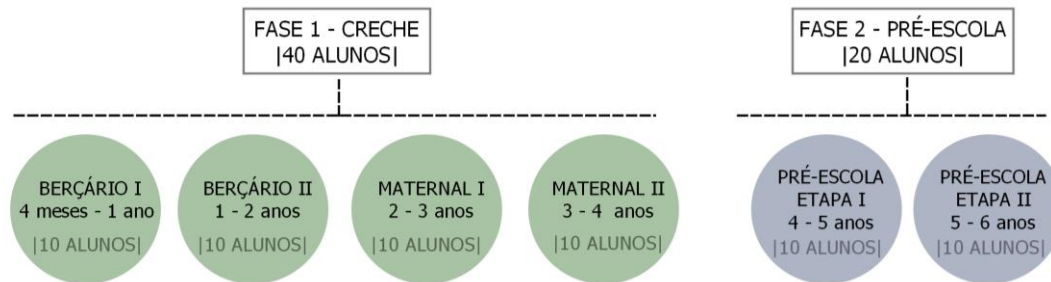 FASE 1 - CRECHE
|40 ALUNOS|
FASE 2 - PRÉ-ESCOLA
|20 ALUNOS|
BERÇÁRIO I
4 meses - 1 ano
|10 ALUNOS|
BERÇÁRIO II
1 - 2 anos
|10 ALUNOS|
MATERNAL I
2 - 3 anos
|10 ALUNOS|
MATERNAL II
3 - 4 anos
|10 ALUNOS|
PRÉ-ESCOLA
ETAPA I
4 - 5 anos
|10 ALUNOS|
PRÉ-ESCOLA
ETAPA II
5 - 6 anos
|10 ALUNOS|